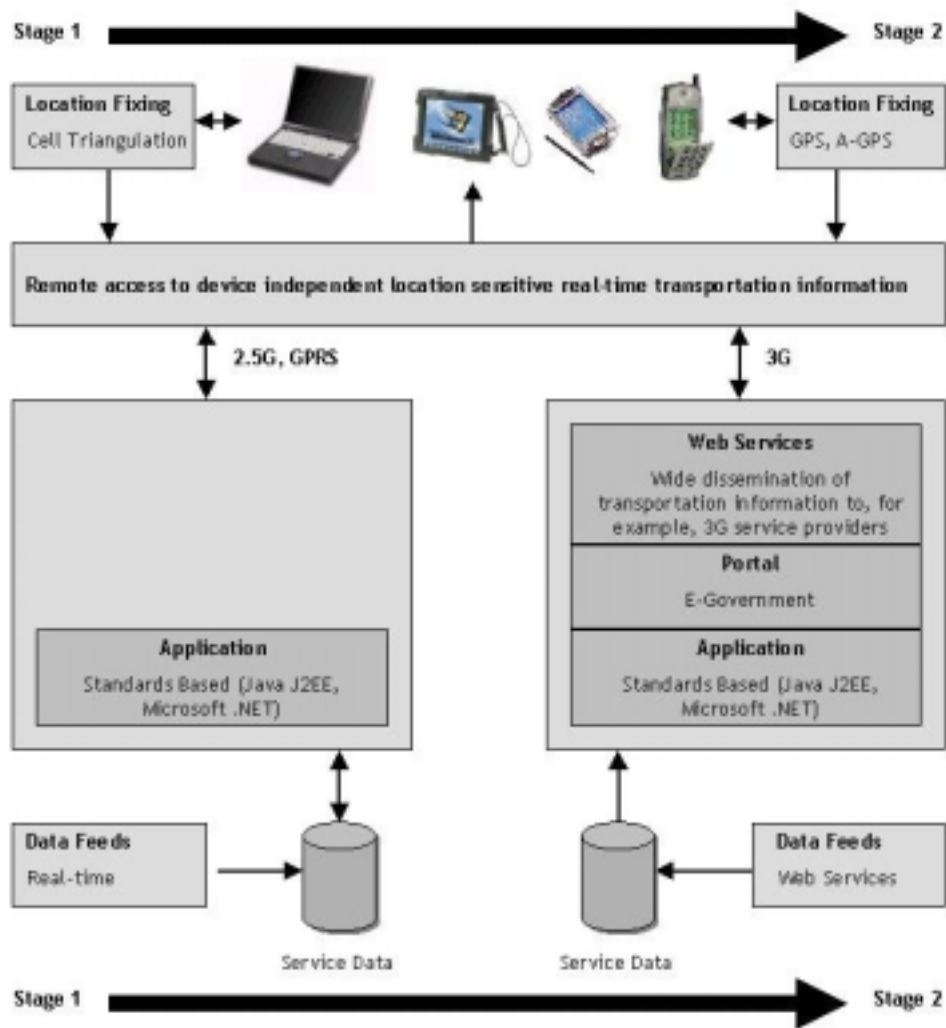 Stage 1
Stage 2
Location Fixing
Cell Triangulation
Location Fixing
GPS, A-GPS
Remote access to device independent location sensitive real-time transportation information
2.5G, GPRS
3G
Web Services
Wide dissemination of
transportation information to, for
example, 3G service providers
Portal
E-Government
Application
Standards Based (Java J2EE,
Microsoft .NET)
Application
Standards Based (Java J2EE,
Microsoft .NET)
Data Feeds
Real-time
Data Feeds
Web Services
Service Data
Service Data
Stage 1
Stage 2